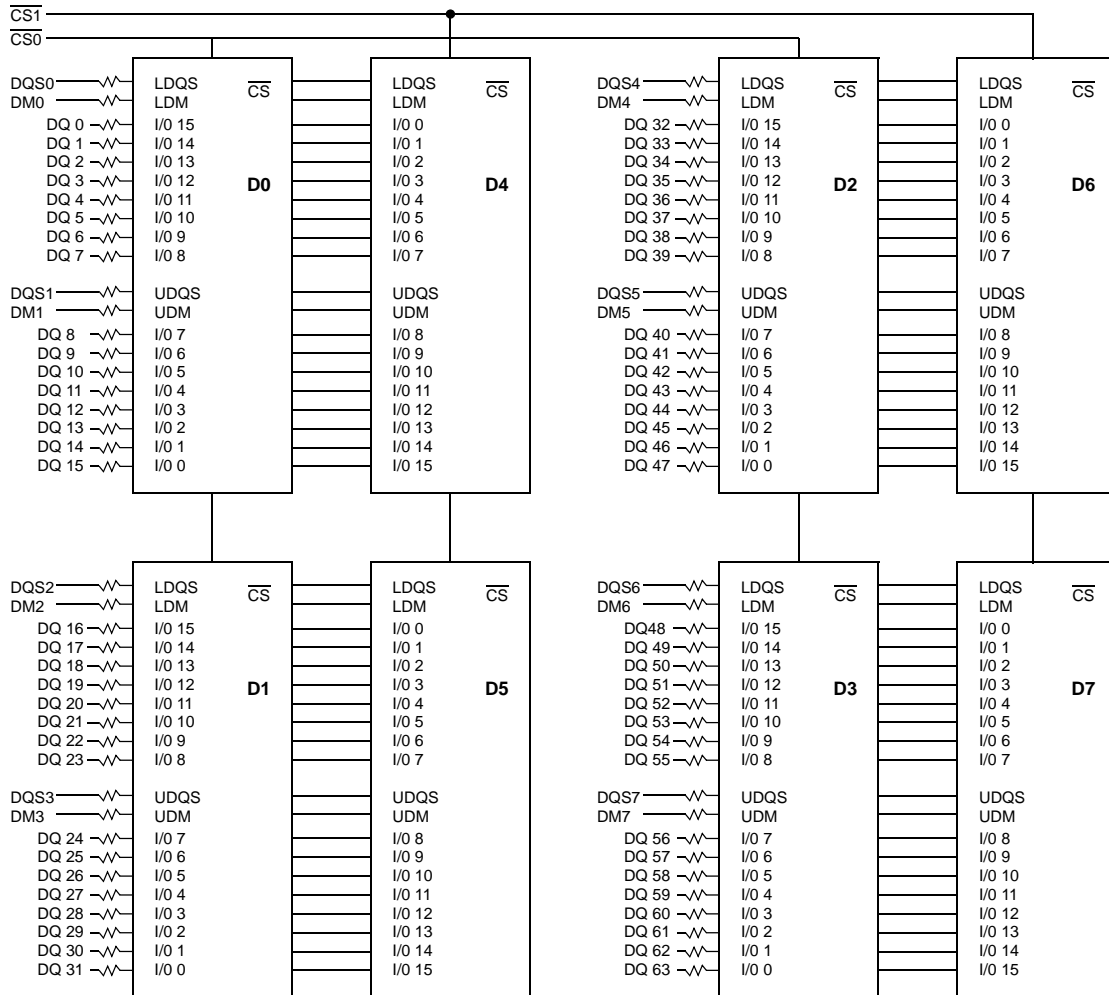 CS1
CS0
DQS0 LDQS CS LDQS CS DQS4 LDQS CS LDQS CS
DM0 LDM LDM DM4 LDM LDM
DQ 0 I/0 15 I/0 0 DQ 32 I/0 15 I/0 0
DQ 1 I/0 14 I/0 1 DQ 33 I/0 14 I/0 1
DQ 2 I/0 13 I/0 2 DQ 34 I/0 13 I/0 2
DQ 3 I/0 12 D0 I/0 3 D4 DQ 35 I/0 12 D2 I/0 3 D6
DQ 4 I/0 11 I/0 4 DQ 36 I/0 11 I/0 4
DQ 5 I/0 10 I/0 5 DQ 37 I/0 10 I/0 5
DQ 6 I/0 9 I/0 6 DQ 38 I/0 9 I/0 6
DQ 7 I/0 8 I/0 7 DQ 39 I/0 8 I/0 7
DQS1 UDQS UDQS DQS5 UDQS UDQS
DM1 UDM UDM DM5 UDM UDM
DQ 8 I/0 7 I/0 8 DQ 40 I/0 7 I/0 8
DQ 9 I/0 6 I/0 9 DQ 41 I/0 6 I/0 9
DQ 10 I/0 5 I/0 10 DQ 42 I/0 5 I/0 10
DQ 11 I/0 4 I/0 11 DQ 43 I/0 4 I/0 11
DQ 12 I/0 3 I/0 12 DQ 44 I/0 3 I/0 12
DQ 13 I/0 2 I/0 13 DQ 45 I/0 2 I/0 13
DQ 14 I/0 1 I/0 14 DQ 46 I/0 1 I/0 14
DQ 15 I/0 0 I/0 15 DQ 47 I/0 0 I/0 15
DQS2 LDQS CS LDQS CS DQS6 LDQS CS LDQS CS
DM2 LDM LDM DM6 LDM LDM
DQ 16 I/0 15 I/0 0 DQ48 I/0 15 I/0 0
DQ 17 I/0 14 I/0 1 DQ 49 I/0 14 I/0 1
DQ 18 I/0 13 I/0 2 DQ 50 I/0 13 I/0 2
DQ 19 I/0 12 D1 I/0 3 D5 DQ 51 I/0 12 D3 I/0 3 D7
DQ 20 I/0 11 I/0 4 DQ 52 I/0 11 I/0 4
DQ 21 I/0 10 I/0 5 DQ 53 I/0 10 I/0 5
DQ 22 I/0 9 I/0 6 DQ 54 I/0 9 I/0 6
DQ 23 I/0 8 I/0 7 DQ 55 I/0 8 I/0 7
DQS3 UDQS UDQS DQS7 UDQS UDQS
DM3 UDM UDM DM7 UDM UDM
DQ 24 I/0 7 I/0 8 DQ 56 I/0 7 I/0 8
DQ 25 I/0 6 I/0 9 DQ 57 I/0 6 I/0 9
DQ 26 I/0 5 I/0 10 DQ 58 I/0 5 I/0 10
DQ 27 I/0 4 I/0 11 DQ 59 I/0 4 I/0 11
DQ 28 I/0 3 I/0 12 DQ 60 I/0 3 I/0 12
DQ 29 I/0 2 I/0 13 DQ 61 I/0 2 I/0 13
DQ 30 I/0 1 I/0 14 DQ 62 I/0 1 I/0 14
DQ 31 I/0 0 I/0 15 DQ 63 I/0 0 I/0 15